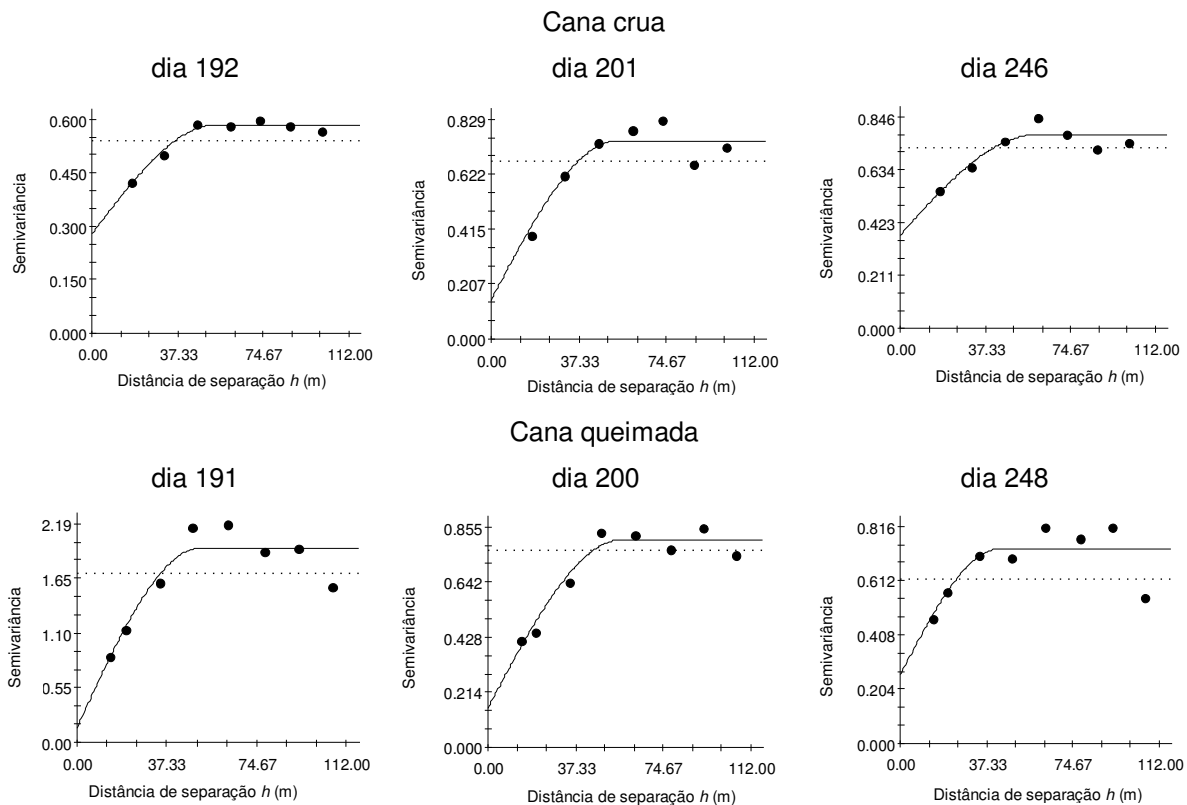 Cana crua
dia 192
dia 201
dia 246
0.600
0.450
0.300
0.150
0.000
Semivariância
0.00 37.33 74.67 112.00
Distância de separação h (m)
0.829
0.622
0.415
0.207
0.000
Semivariância
0.00 37.33 74.67 112.00
Distância de separação h (m)
0.846
0.634
0.423
0.211
0.000
Semivariância
0.00 37.33 74.67 112.00
Distância de separação h (m)
Cana queimada
dia 191
dia 200
dia 248
2.19
1.65
1.10
0.55
0.00
Semivariância
0.00 37.33 74.67 112.00
Distância de separação h (m)
0.855
0.642
0.428
0.214
0.000
Semivariância
0.00 37.33 74.67 112.00
Distância de separação h (m)
0.816
0.612
0.408
0.204
0.000
Semivariância
0.00 37.33 74.67 112.00
Distância de separação h (m)